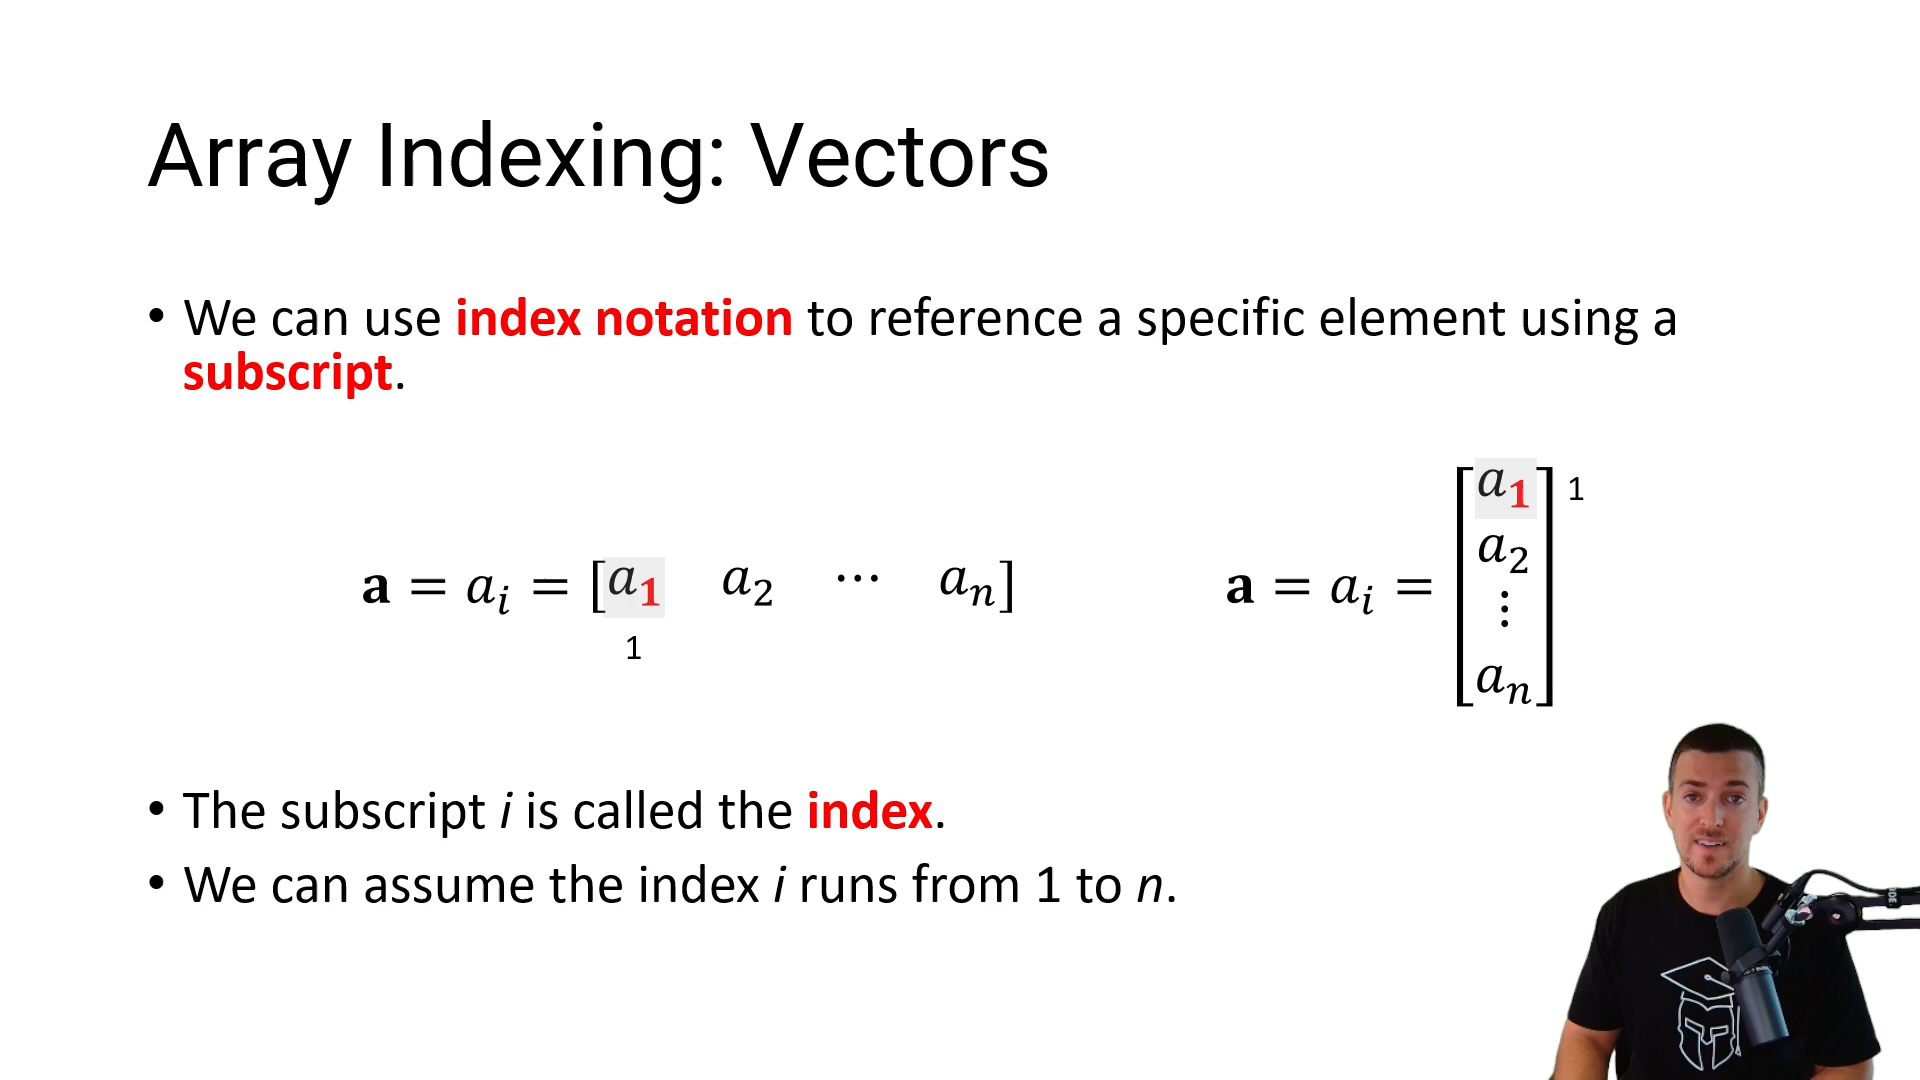 Array Indexing: Vectors
• We can use index notation to reference a specific element using a
subscript.
𝐚 = aᵢ = [a₁ a₂ ⋯ aₙ]
1
𝐚 = aᵢ =
[a₁
a₂
⋮
aₙ]
1
• The subscript i is called the index.
• We can assume the index i runs from 1 to n.